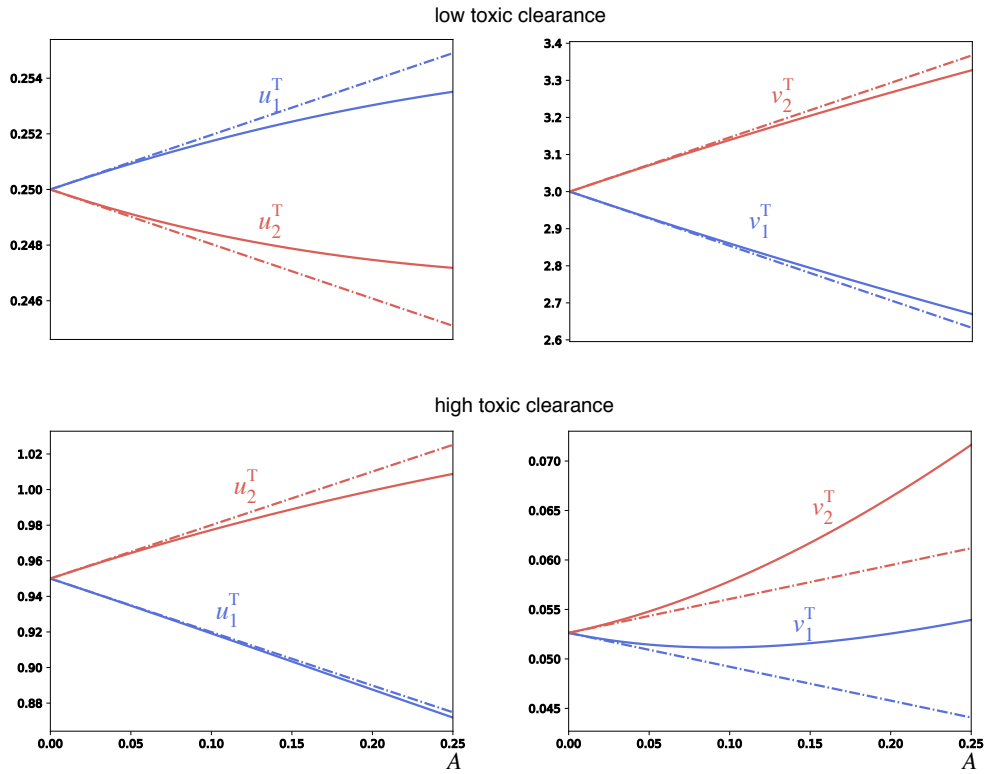 low toxic clearance
0.254
0.252
0.250
0.248
0.246
u₁ᵀ
u₂ᵀ
3.4
3.3
3.2
3.1
3.0
2.9
2.8
2.7
2.6
v₂ᵀ
v₁ᵀ
high toxic clearance
1.02
1.00
0.98
0.96
0.94
0.92
0.90
0.88
u₂ᵀ
u₁ᵀ
0.00 0.05 0.10 0.15 0.20 0.25
A
0.070
0.065
0.060
0.055
0.050
0.045
v₂ᵀ
v₁ᵀ
0.00 0.05 0.10 0.15 0.20 0.25
A